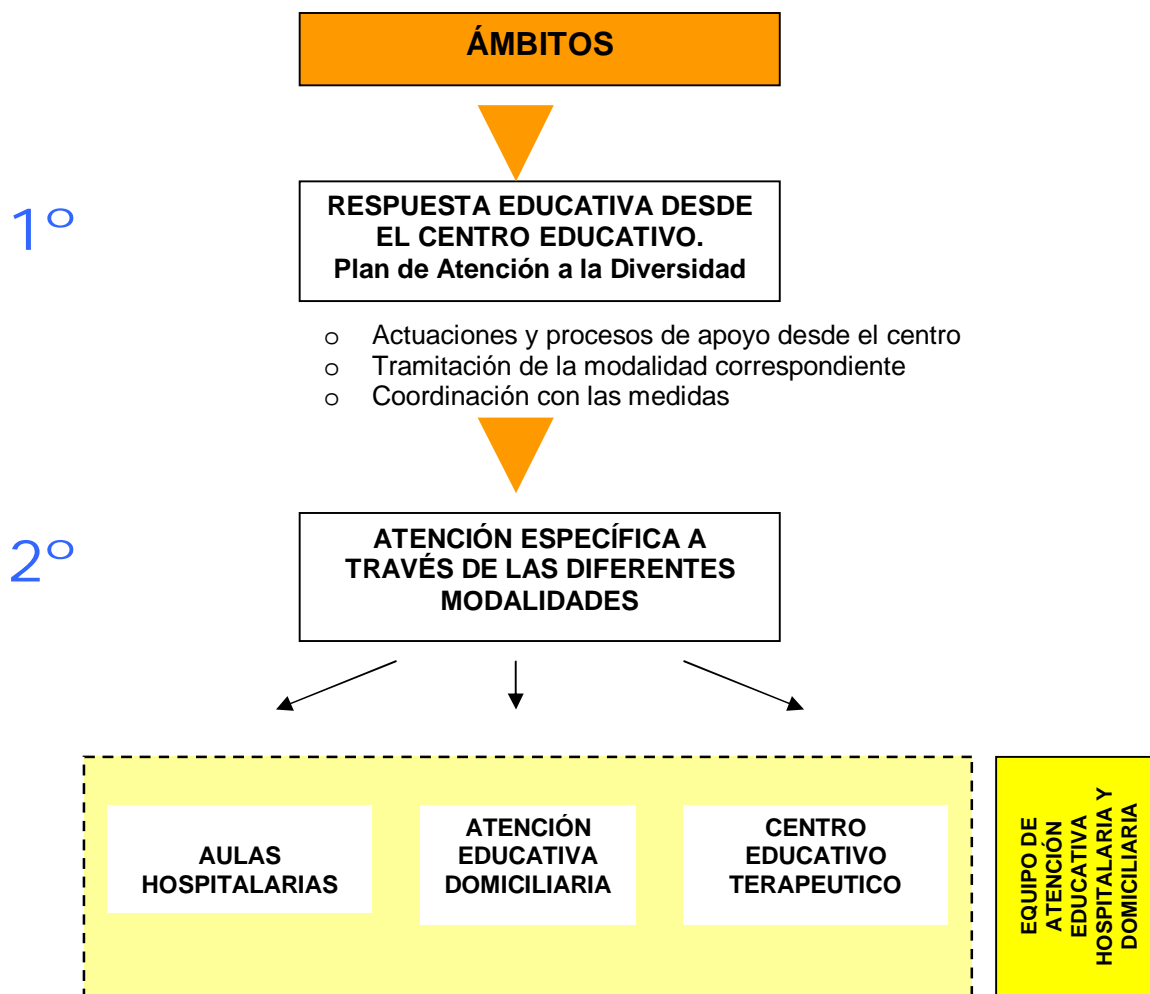 ÁMBITOS
1º
RESPUESTA EDUCATIVA DESDE
EL CENTRO EDUCATIVO.
Plan de Atención a la Diversidad
o Actuaciones y procesos de apoyo desde el centro
o Tramitación de la modalidad correspondiente
o Coordinación con las medidas
2º
ATENCIÓN ESPECÍFICA A
TRAVÉS DE LAS DIFERENTES
MODALIDADES
AULAS
HOSPITALARIAS
ATENCIÓN
EDUCATIVA
DOMICILIARIA
CENTRO
EDUCATIVO
TERAPEUTICO
EQUIPO DE
ATENCIÓN
EDUCATIVA
HOSPITALARIA Y
DOMICILIARIA